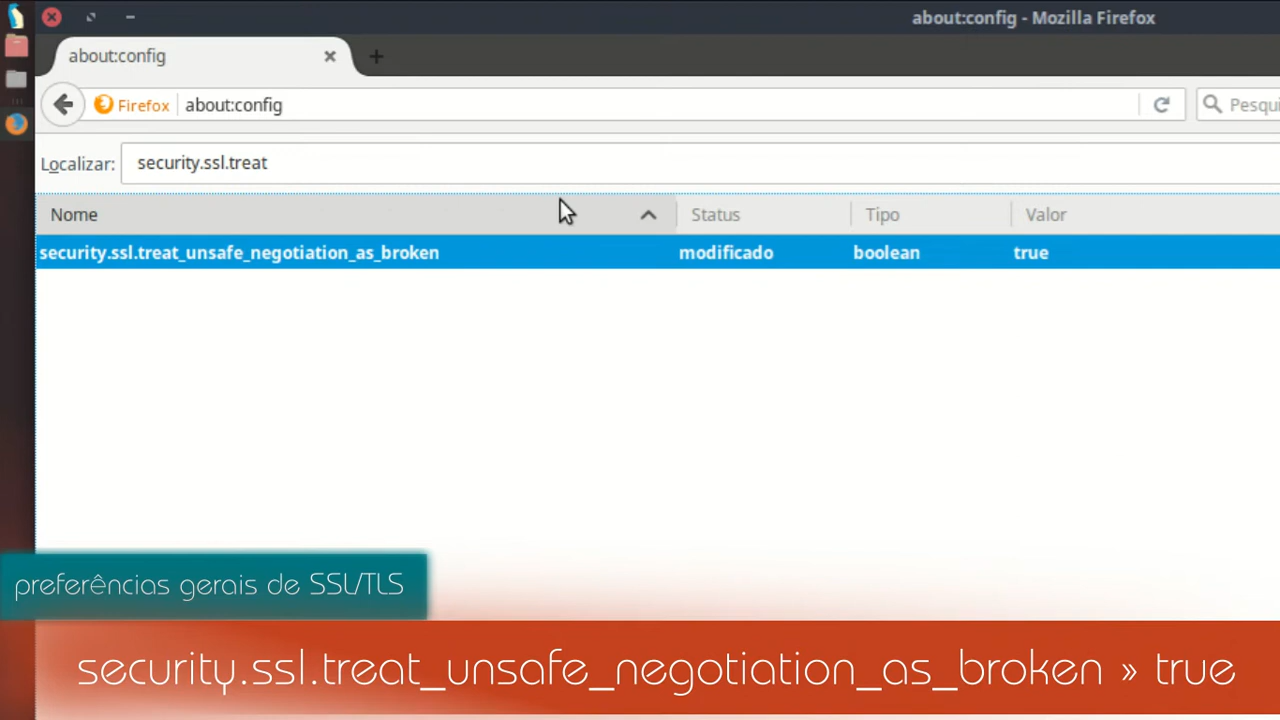 about:config - Mozilla Firefox
about:config
Firefox about:config Pesqui
Localizar: security.ssl.treat
Nome Status Tipo Valor
security.ssl.treat_unsafe_negotiation_as_broken modificado boolean true
preferências gerais de SSL/TLS
security.ssl.treat_unsafe_negotiation_as_broken » true